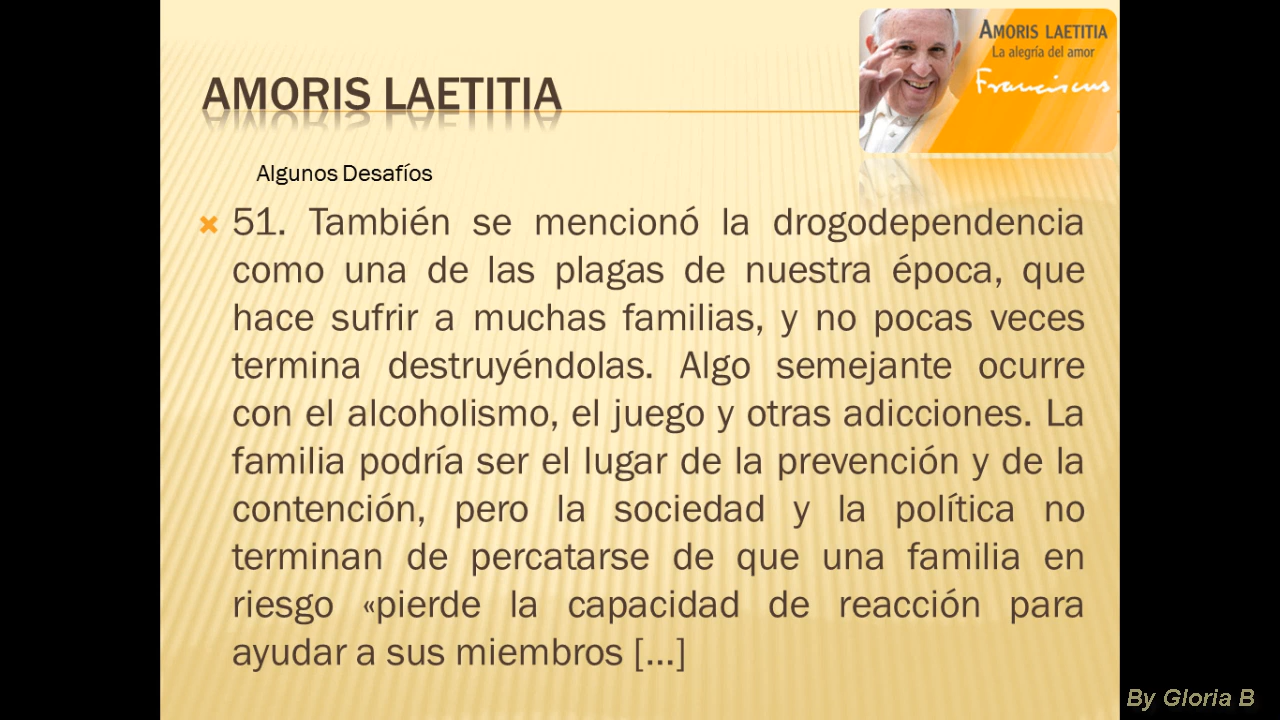 AMORIS LAETITIA
La alegría del amor
Franciscus
AMORIS LAETITIA
Algunos Desafíos
51. También se mencionó la drogodependencia
como una de las plagas de nuestra época, que
hace sufrir a muchas familias, y no pocas veces
termina destruyéndolas. Algo semejante ocurre
con el alcoholismo, el juego y otras adicciones. La
familia podría ser el lugar de la prevención y de la
contención, pero la sociedad y la política no
terminan de percatarse de que una familia en
riesgo «pierde la capacidad de reacción para
ayudar a sus miembros [...]
By Gloria B